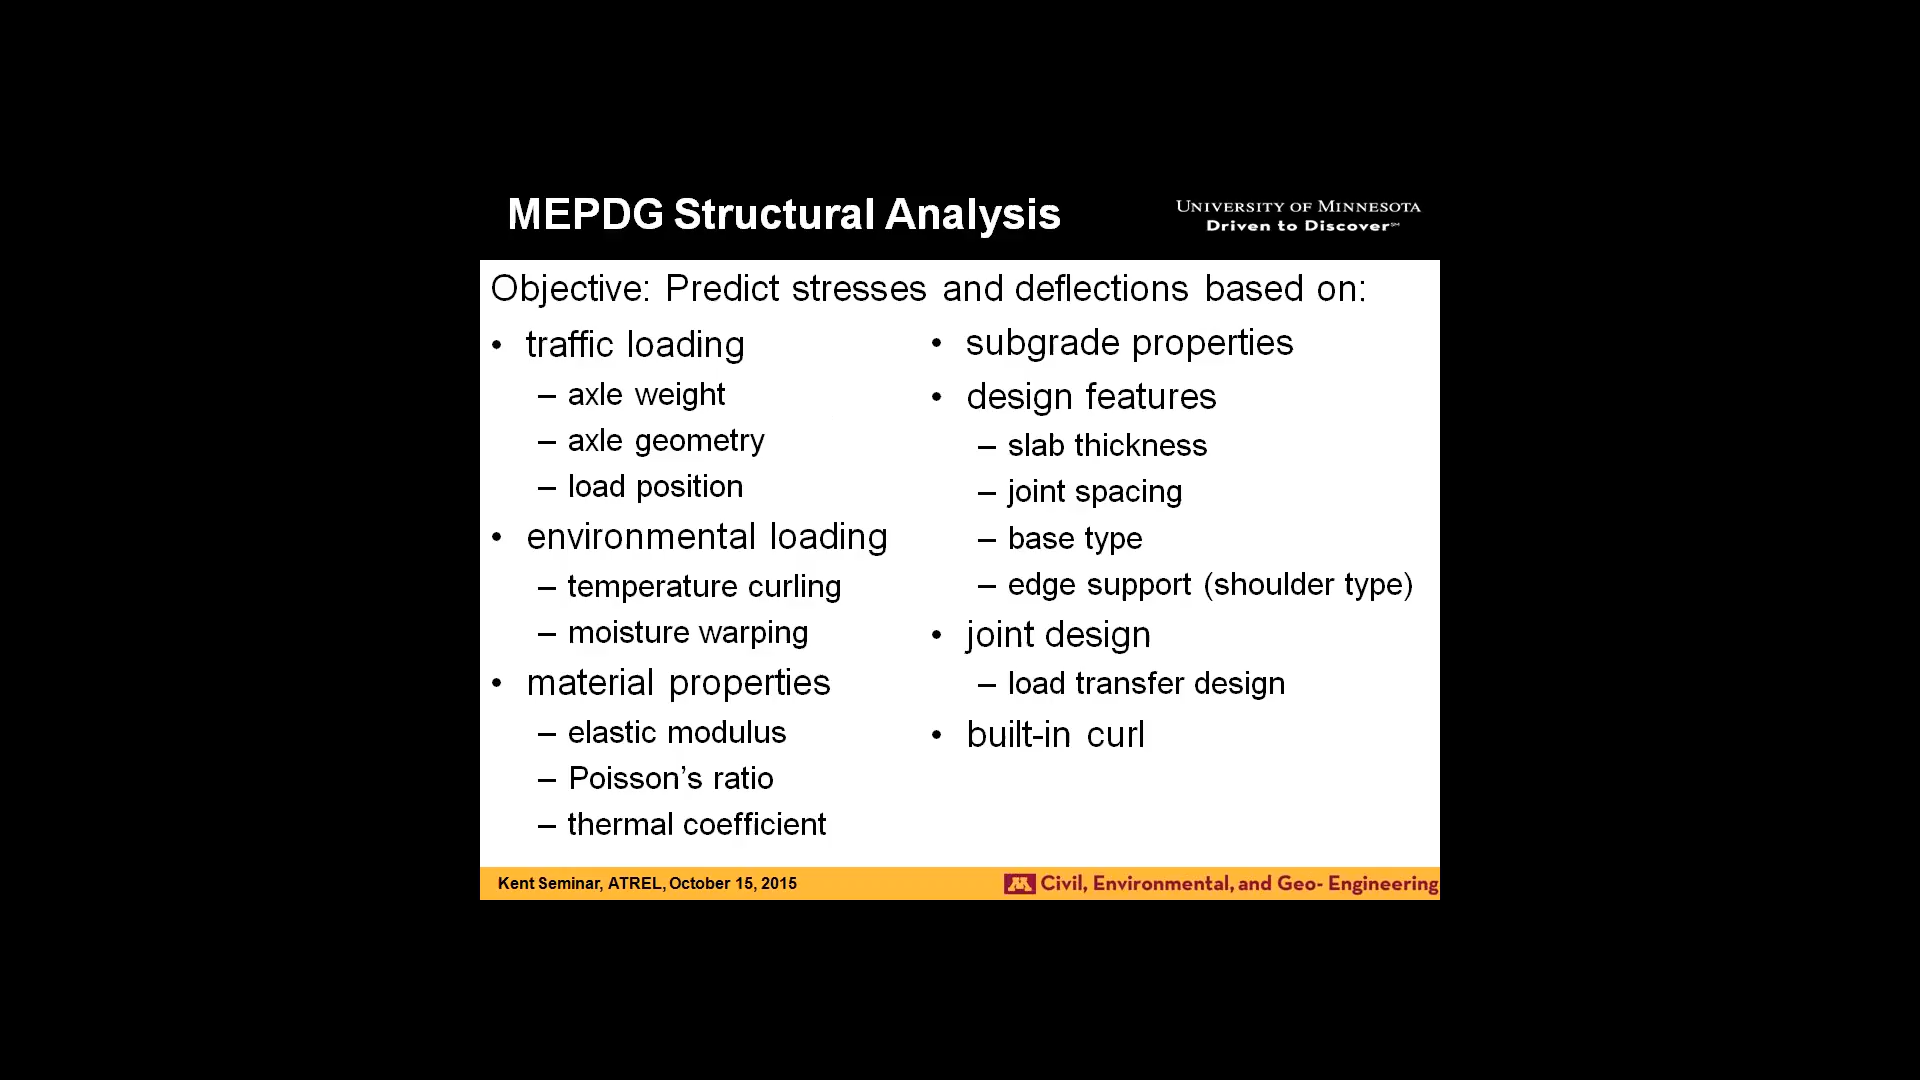 MEPDG Structural Analysis
UNIVERSITY OF MINNESOTA
Driven to Discover℠
Objective: Predict stresses and deflections based on:
• traffic loading
– axle weight
– axle geometry
– load position
• environmental loading
– temperature curling
– moisture warping
• material properties
– elastic modulus
– Poisson’s ratio
– thermal coefficient
• subgrade properties
• design features
– slab thickness
– joint spacing
– base type
– edge support (shoulder type)
• joint design
– load transfer design
• built-in curl
Kent Seminar, ATREL, October 15, 2015
M Civil, Environmental, and Geo- Engineering